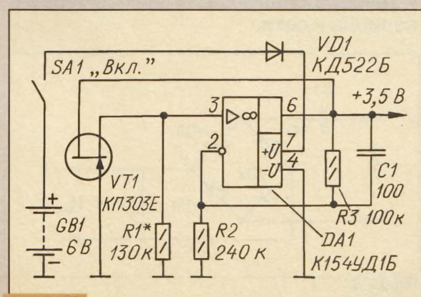 SA1 „Вкл.”
VD1
КД522Б
+3,5 В
3
▷ ∞
6
7
2
+U
-U
4
VT1
КП303Е
C1
100
GB1
6 В
+
−
R1*
130к
R2
240 к
R3 100к
DA1
К154УД1Б